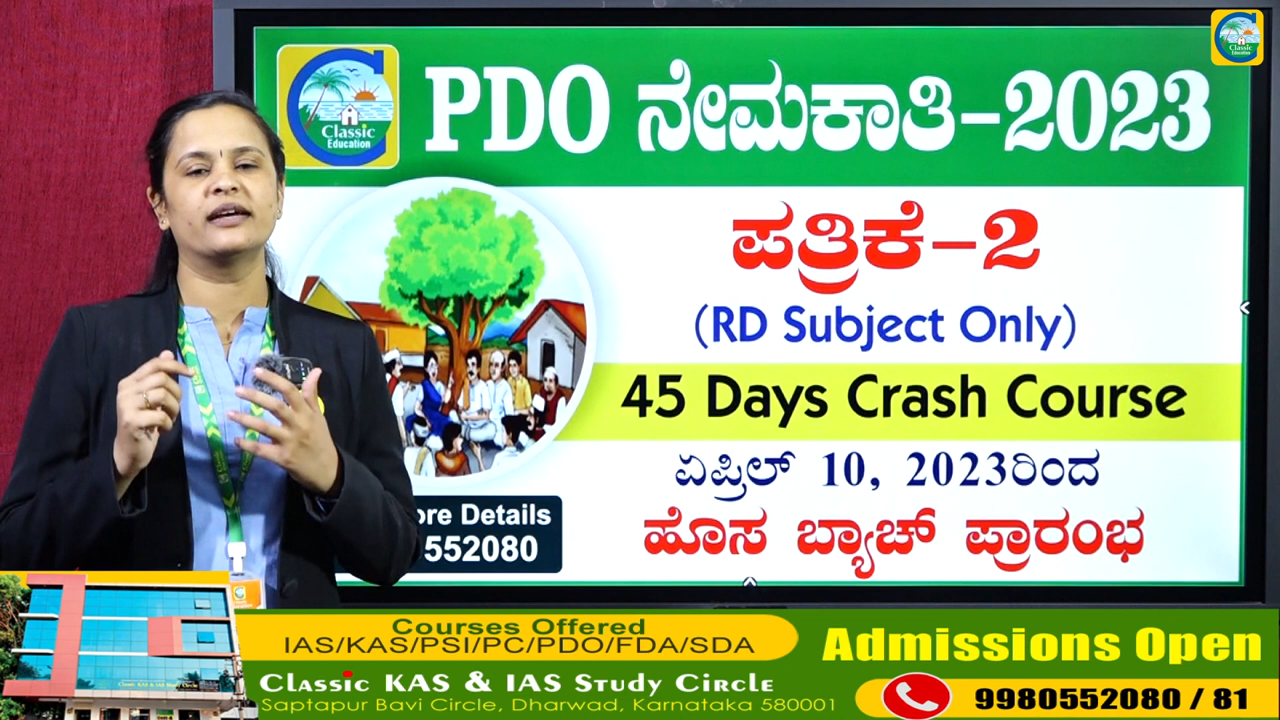 Classic
Education
Classic
Education
PDO ನೇಮಕಾತಿ-2023
ಪತ್ರಿಕೆ-2
(RD Subject Only)
45 Days Crash Course
ಏಪ್ರಿಲ್ 10, 2023ರಿಂದ
ಹೊಸ ಬ್ಯಾಚ್ ಪ್ರಾರಂಭ
ore Details
552080
Courses Offered
IAS/KAS/PSI/PC/PDO/FDA/SDA
Classic KAS & IAS Study Circle
Saptapur Bavi Circle, Dharwad, Karnataka 580001
Admissions Open
9980552080 / 81